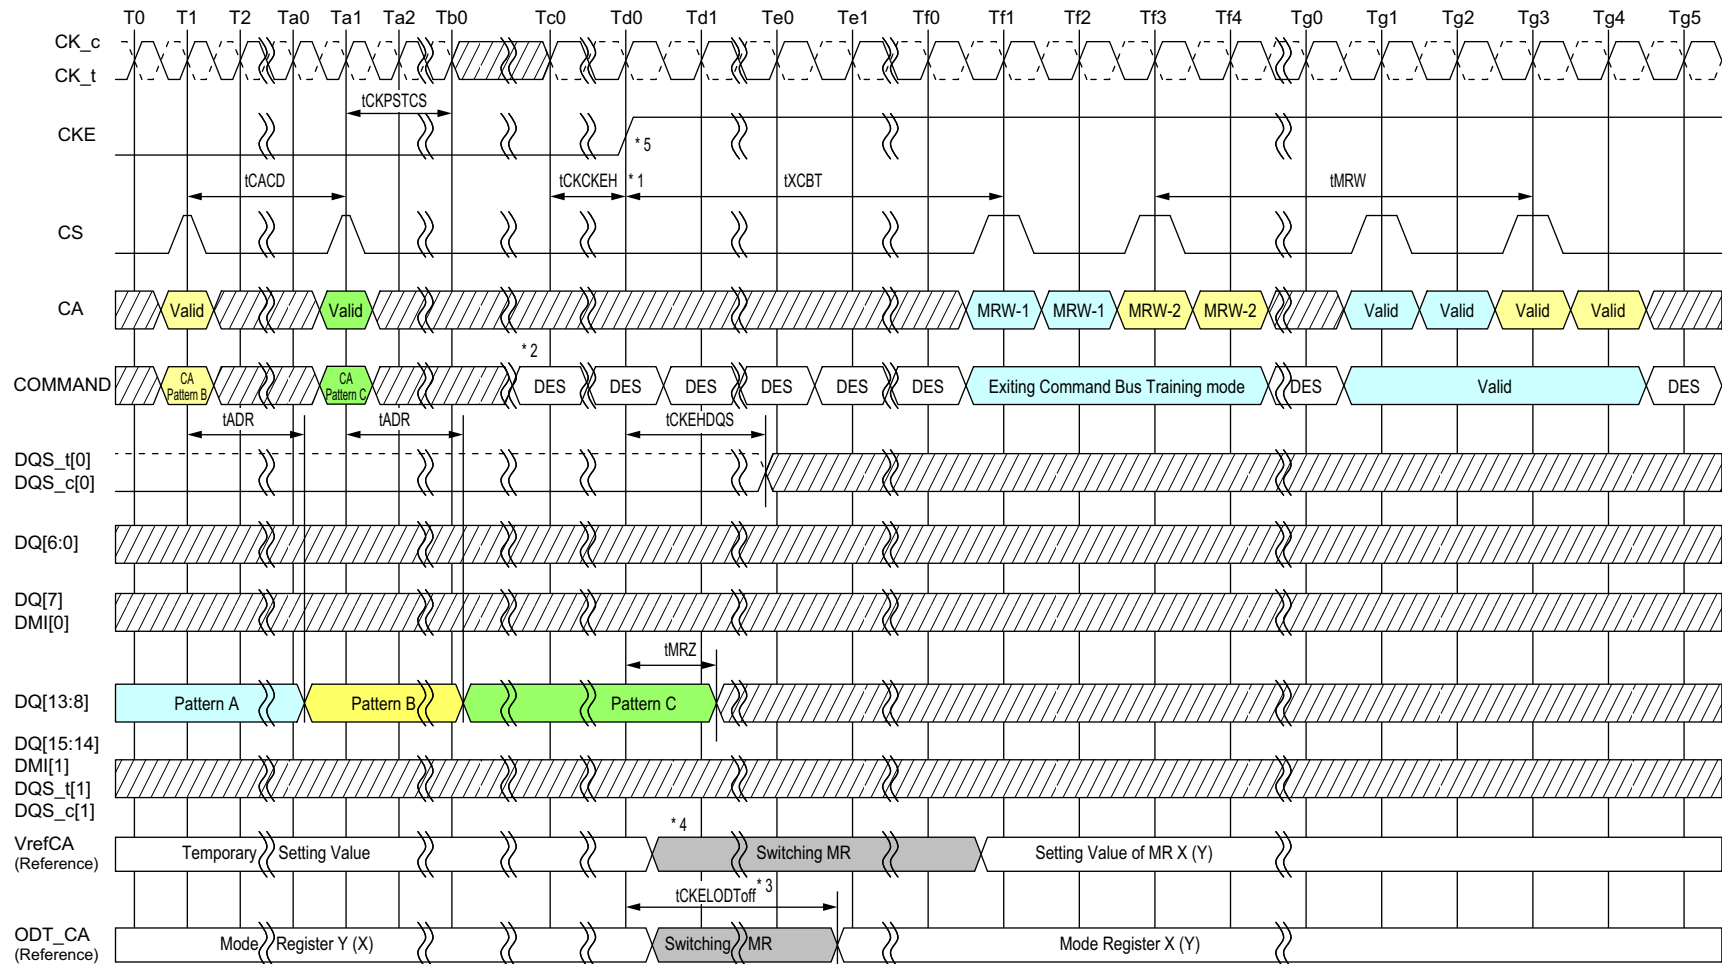 T0 T1 T2 Ta0 Ta1 Ta2 Tb0 Tc0 Td0 Td1 Te0 Te1 Tf0 Tf1 Tf2 Tf3 Tf4 Tg0 Tg1 Tg2 Tg3 Tg4 Tg5
CK_c
CK_t
tCKPSTCS
CKE
* 5
tCACD tCKCKEH * 1 tXCBT tMRW
CS
CA Valid Valid MRW-1 MRW-1 MRW-2 MRW-2 Valid Valid Valid Valid
* 2
COMMAND CA Pattern B CA Pattern C DES DES DES DES DES DES Exiting Command Bus Training mode DES Valid DES
tADR tADR tCKEHDQS
DQS_t[0]
DQS_c[0]
DQ[6:0]
DQ[7]
DMI[0]
tMRZ
DQ[13:8] Pattern A Pattern B Pattern C
DQ[15:14]
DMI[1]
DQS_t[1]
DQS_c[1]
* 4
VrefCA Temporary Setting Value Switching MR Setting Value of MR X (Y)
(Reference)
tCKELODToff * 3
ODT_CA Mode Register Y (X) Switching MR Mode Register X (Y)
(Reference)